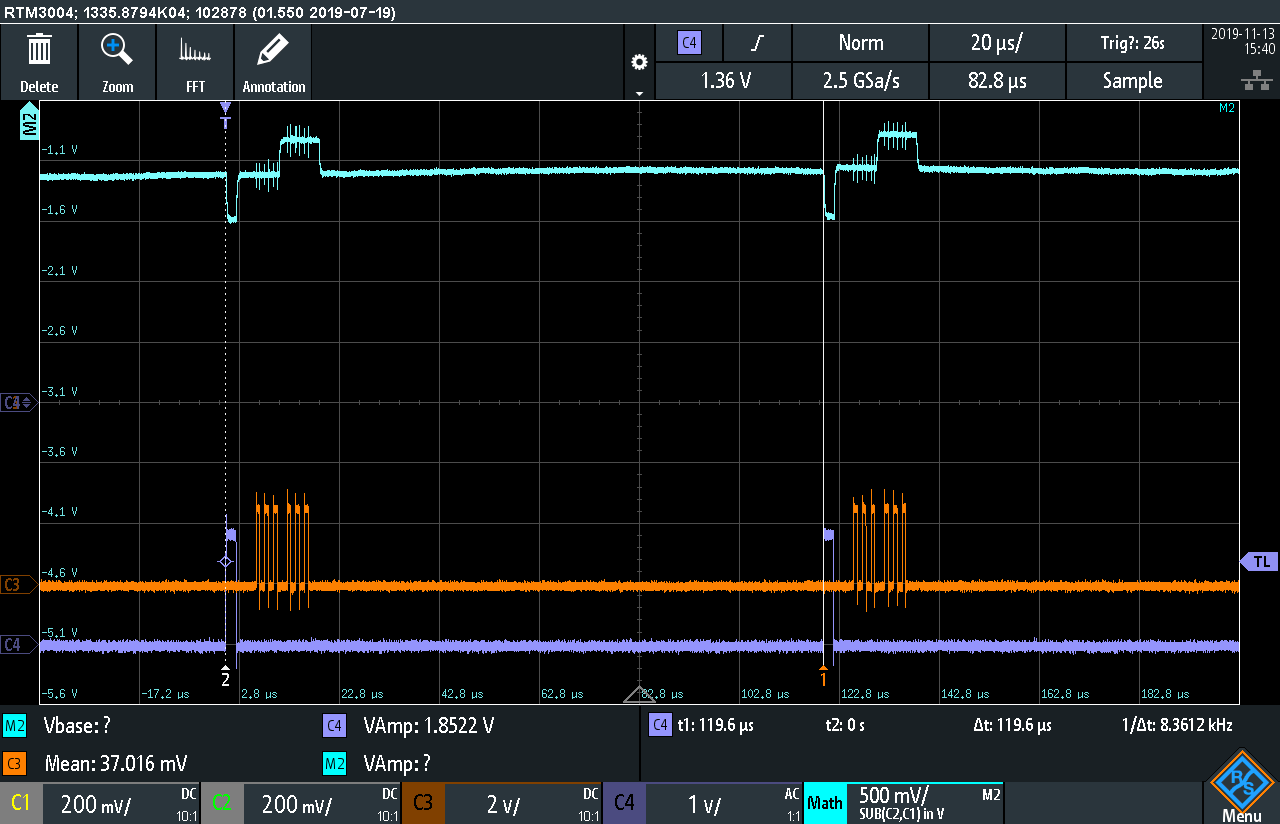 RTM3004; 1335.8794K04; 102878 (01.550 2019-07-19)
Delete
Zoom
FFT
Annotation
C4
Norm
20 µs/
Trig?: 26s
2019-11-13
15:40
1.36 V
2.5 GSa/s
82.8 µs
Sample
M2
T
M2
-1.1 V
-1.6 V
-2.1 V
-2.6 V
-3.1 V
-3.6 V
-4.1 V
TL
C3
-4.6 V
C4
-5.1 V
2
1
-5.6 V
-17.2 µs
2.8 µs
22.8 µs
42.8 µs
62.8 µs
82.8 µs
102.8 µs
122.8 µs
142.8 µs
162.8 µs
182.8 µs
M2 Vbase: ?
C4 VAmp: 1.8522 V
C4 t1: 119.6 µs t2: 0 s Δt: 119.6 µs 1/Δt: 8.3612 kHz
C3 Mean: 37.016 mV
M2 VAmp: ?
C1 200 mV/ DC 10:1
C2 200 mV/ DC 10:1
C3 2 V/ DC 10:1
C4 1 V/ AC 1:1
Math 500 mV/ M2
SUB(C2,C1) in V
R S
Menu